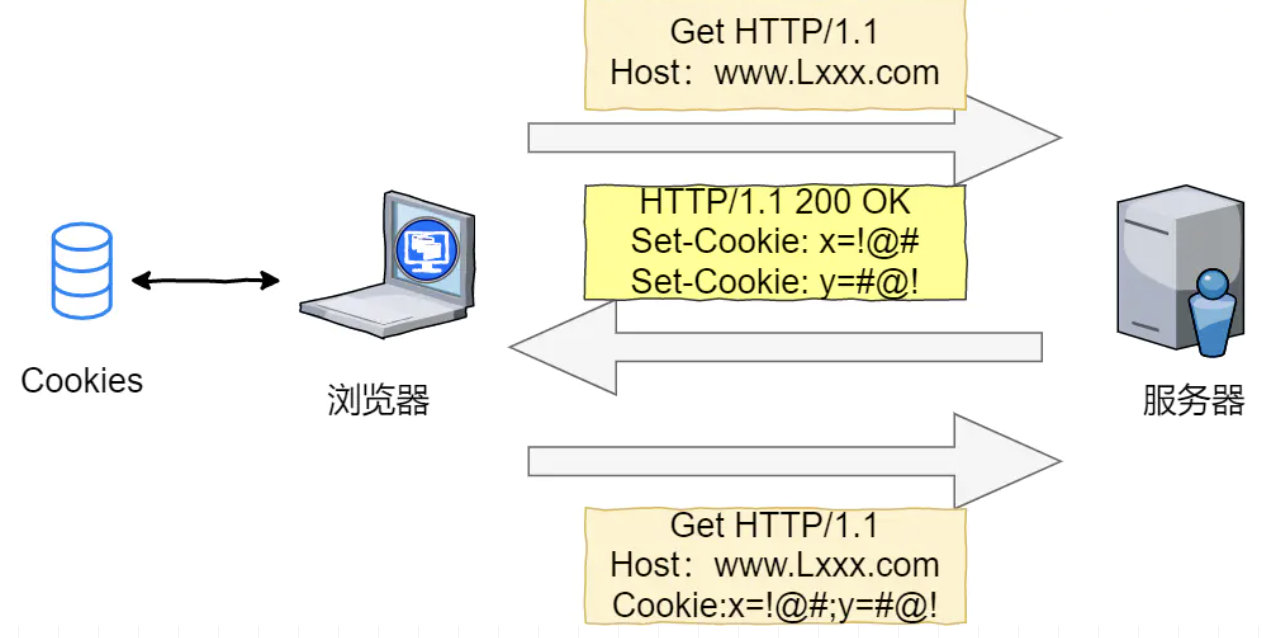 Get HTTP/1.1
Host：www.Lxxx.com
HTTP/1.1 200 OK
Set-Cookie: x=!@#
Set-Cookie: y=#@!
Cookies
浏览器
服务器
Get HTTP/1.1
Host：www.Lxxx.com
Cookie:x=!@#;y=#@!